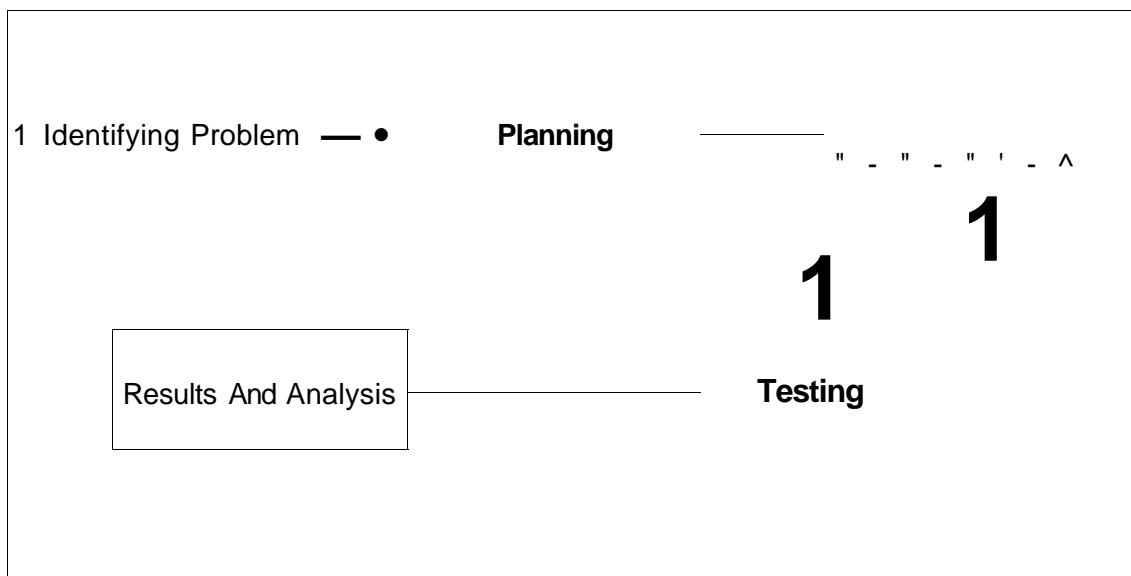 1 Identifying Problem — • Planning
" - " - " ' - ^
1
1
Results And Analysis Testing